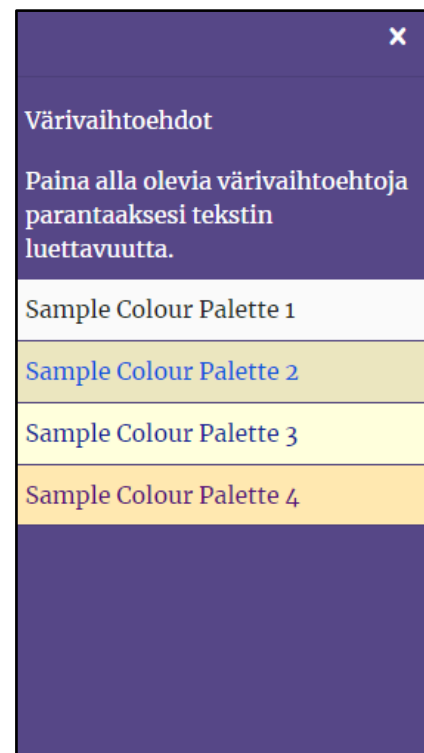 ×
Värivaihtoehdot
Paina alla olevia värivaihtoehtoja
parantaaksesi tekstin
luettavuutta.
Sample Colour Palette 1
Sample Colour Palette 2
Sample Colour Palette 3
Sample Colour Palette 4